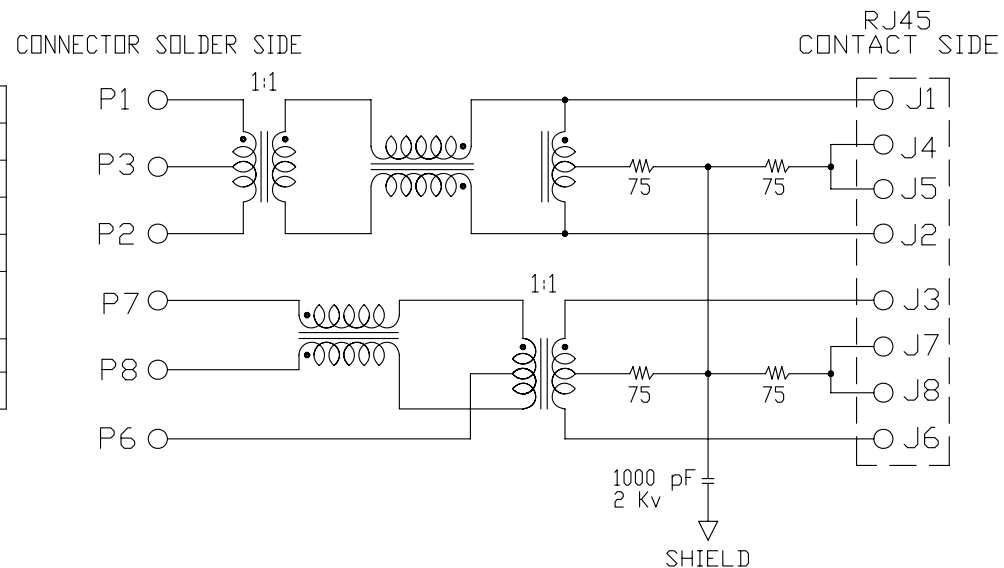 RJ45
CONNECTOR SOLDER SIDE
CONTACT SIDE
1:1
P1
J1
J4
P3
75
75
J5
P2
J2
1:1
P7
J3
J7
P8
75
75
J8
P6
J6
1000 pF
2 Kv
SHIELD